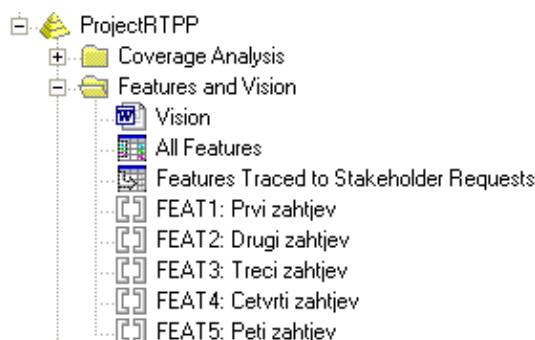 ProjectRTPP
Coverage Analysis
Features and Vision
Vision
All Features
Features Traced to Stakeholder Requests
FEAT1: Prvi zahtjev
FEAT2: Drugi zahtjev
FEAT3: Treci zahtjev
FEAT4: Cetvrti zahtjev
FEAT5: Peti zahtjev